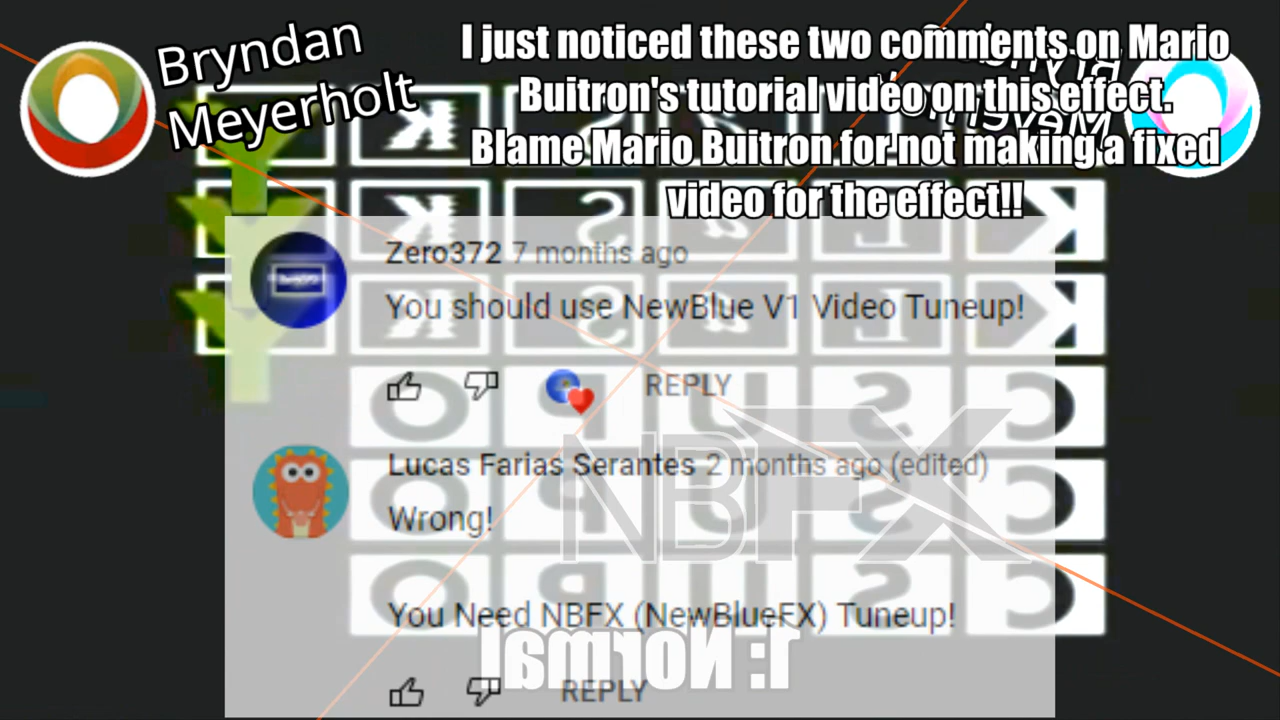 Bryndan
Meyerholt
I just noticed these two comments on Mario
Buitron's tutorial video on this effect.
Blame Mario Buitron for not making a fixed
video for the effect!!
Zero372 7 months ago
You should use NewBlue V1 Video Tuneup!
REPLY
Lucas Farias Serantes 2 months ago (edited)
Wrong!
You Need NBFX (NewBlueFX) Tuneup!
REPLY
NBFX
1: Normal